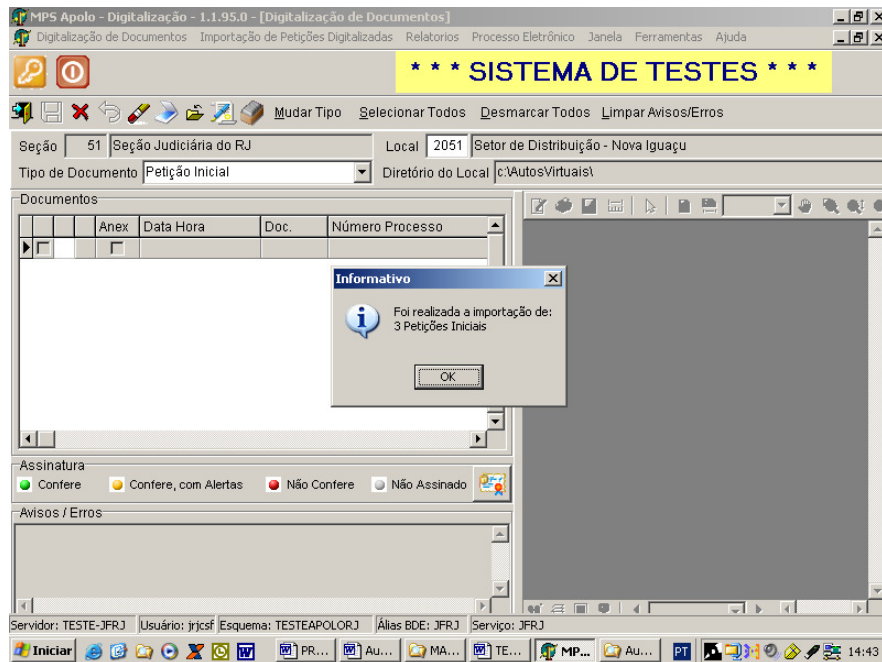 MPS Apolo - Digitalização - 1.1.95.0 - [Digitalização de Documentos]
Digitalização de Documentos Importação de Petições Digitalizadas Relatorios Processo Eletrônico Janela Ferramentas Ajuda
* * * SISTEMA DE TESTES * * *
Mudar Tipo Selecionar Todos Desmarcar Todos Limpar Avisos/Erros
Seção 51 Seção Judiciária do RJ Local 2051 Setor de Distribuição - Nova Iguaçu
Tipo de Documento Petição Inicial Diretório do Local c:\AutosVirtuais\
Documentos
Anex Data Hora Doc. Número Processo
Informativo
Foi realizada a importação de:
3 Petições Iniciais
OK
Assinatura
Confere Confere, com Alertas Não Confere Não Assinado
Avisos / Erros
Servidor: TESTE-JFRJ Usuário: jrjcsf Esquema: TESTEAPOLORJ Álias BDE: JFRJ Serviço: JFRJ
Iniciar PR... Au... MA... TE... MP... Au... PT 14:43